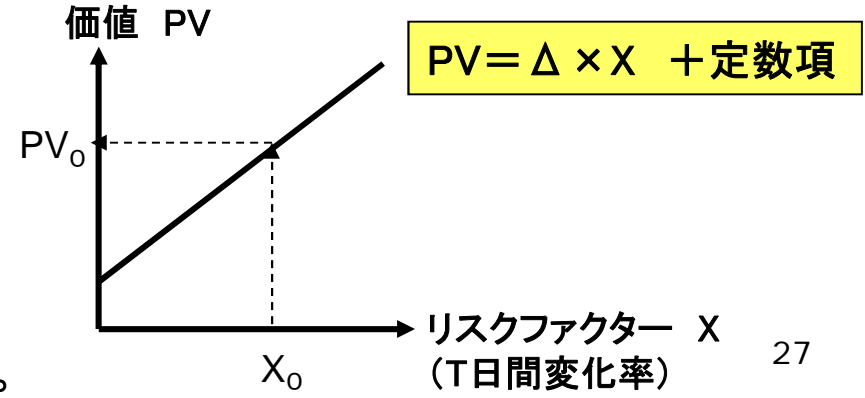 価値 PV
PV=Δ×X +定数項
PV₀
リスクファクター X
(T日間変化率)
X₀
27
。